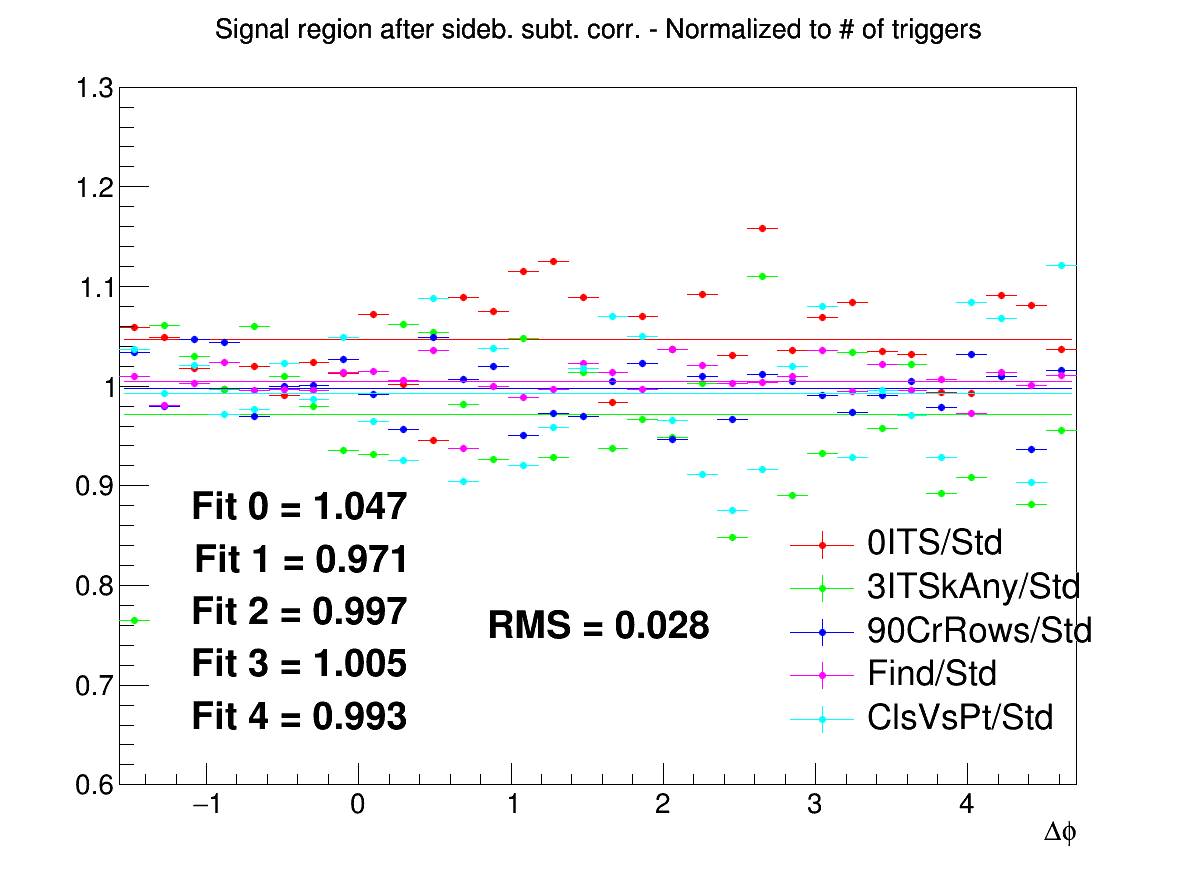 Signal region after sideb. subt. corr. - Normalized to # of triggers
1.3
1.2
1.1
1
0.9
0.8
0.7
0.6
Fit 0 = 1.047
Fit 1 = 0.971
Fit 2 = 0.997
Fit 3 = 1.005
Fit 4 = 0.993
RMS = 0.028
0ITS/Std
3ITSkAny/Std
90CrRows/Std
Find/Std
ClsVsPt/Std
−1 0 1 2 3 4
Δϕ